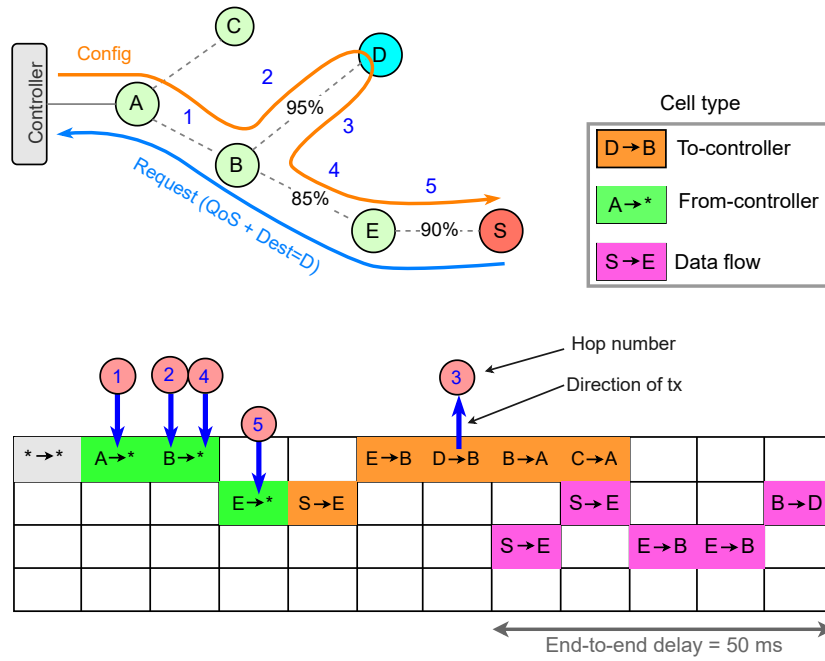 C
Config
D
2
Controller
A
1
95%
3
B
4
5
85%
Request (QoS + Dest=D)
E
90%
S
Cell type
D→B To-controller
A→* From-controller
S→E Data flow
Hop number
1 2 4 3
Direction of tx
5
*→* A→* B→* E→B D→B B→A C→A
E→* S→E S→E B→D
S→E E→B E→B
End-to-end delay = 50 ms